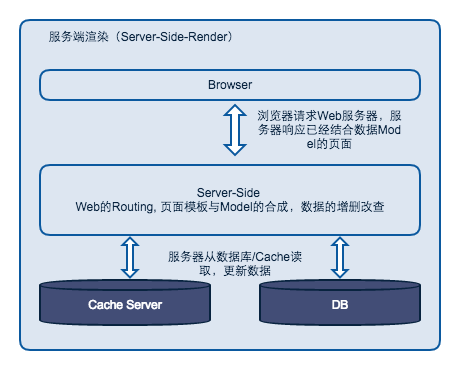 服务端渲染（Server-Side-Render）
Browser
浏览器请求Web服务器，服
务器响应已经结合数据Mod
el的页面
Server-Side
Web的Routing, 页面模板与Model的合成，数据的增删改查
服务器从数据库/Cache读
取，更新数据
Cache Server
DB